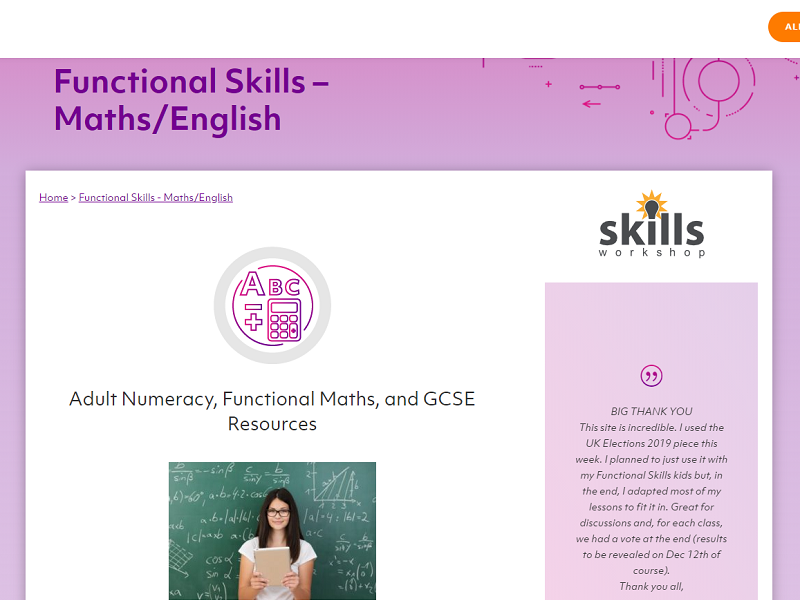 ALL
Functional Skills –
Maths/English
Home > Functional Skills - Maths/English
skills
workshop
ABC
Adult Numeracy, Functional Maths, and GCSE
Resources
BIG THANK YOU
This site is incredible. I used the
UK Elections 2019 piece this
week. I planned to just use it with
my Functional Skills kids but, in
the end, I adapted most of my
lessons to fit it in. Great for
discussions and, for each class,
we had a vote at the end (results
to be revealed on Dec 12th of
course).
Thank you all,